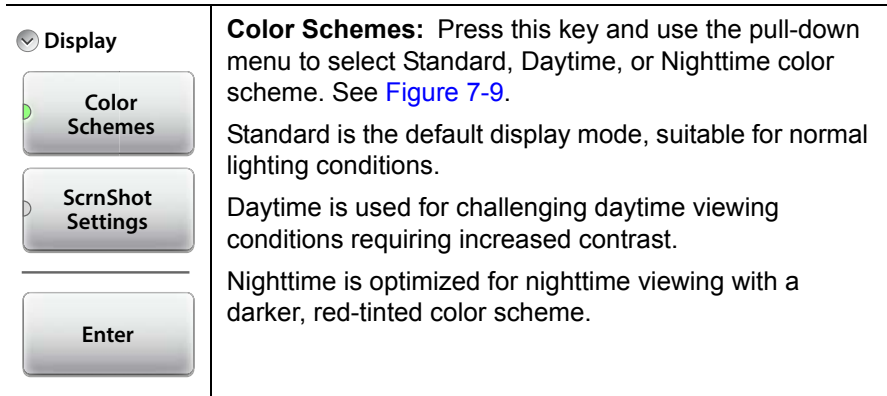 Display
Color
Schemes
ScrnShot
Settings
Enter
Color Schemes: Press this key and use the pull-down
menu to select Standard, Daytime, or Nighttime color
scheme. See Figure 7-9.
Standard is the default display mode, suitable for normal
lighting conditions.
Daytime is used for challenging daytime viewing
conditions requiring increased contrast.
Nighttime is optimized for nighttime viewing with a
darker, red-tinted color scheme.